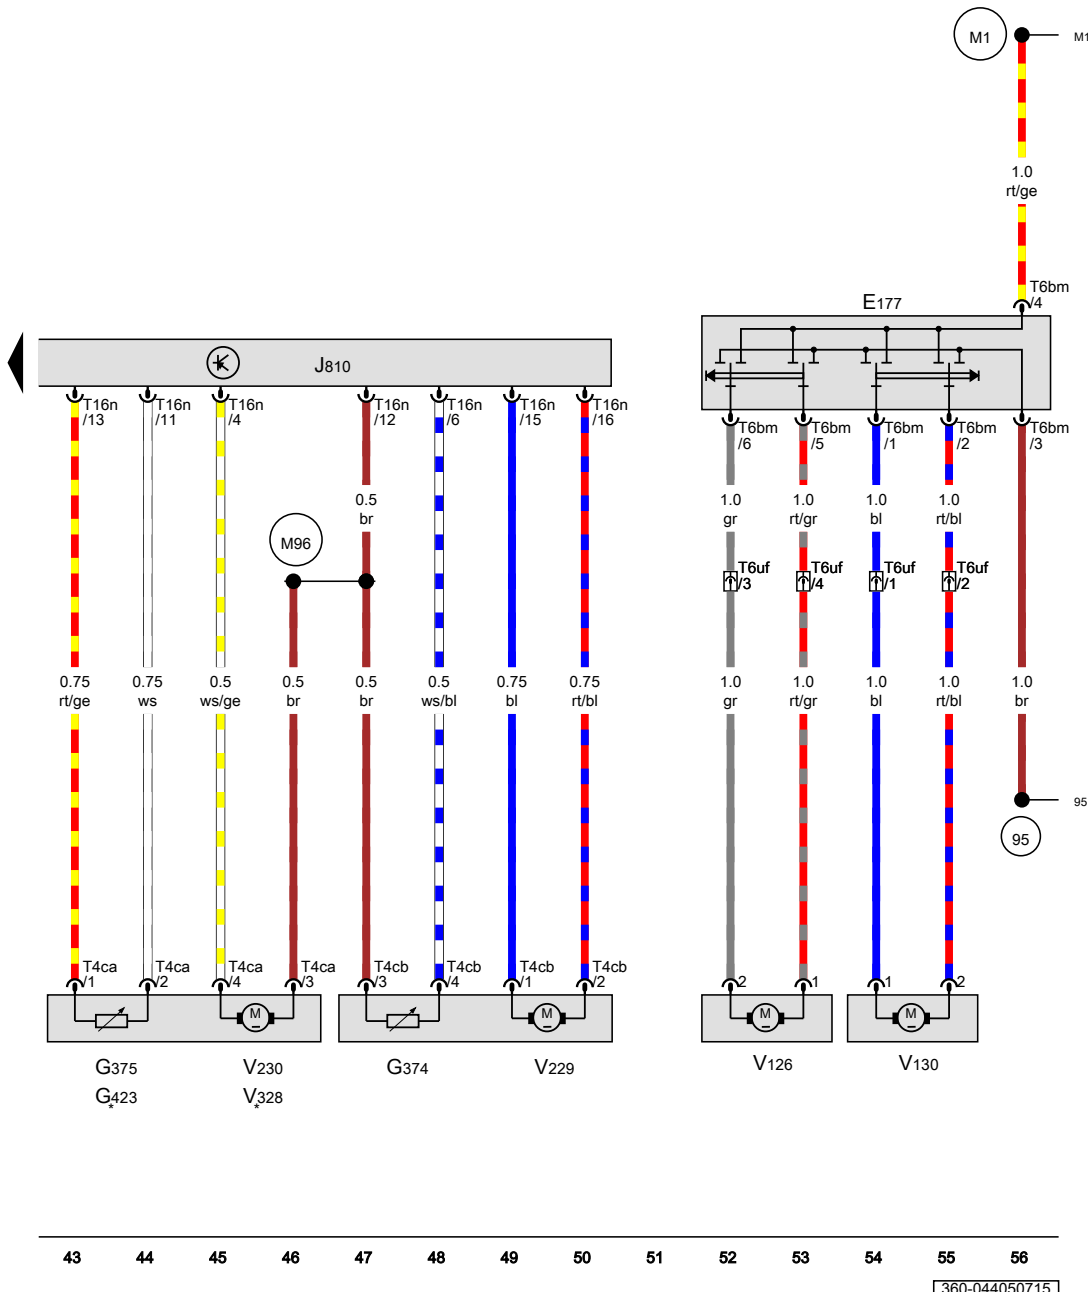 M1
M1
1.0
rt/ge
T6bm
/4
E177
J810
T16n
/13
T16n
/11
T16n
/4
T16n
/12
T16n
/6
T16n
/15
T16n
/16
T6bm
/6
T6bm
/5
T6bm
/1
T6bm
/2
T6bm
/3
0.5
br
1.0
gr
1.0
rt/gr
1.0
bl
1.0
rt/bl
M96
T6uf
/3
T6uf
/4
T6uf
/1
T6uf
/2
0.75
rt/ge
0.75
ws
0.5
ws/ge
0.5
br
0.5
br
0.5
ws/bl
0.75
bl
0.75
rt/bl
1.0
gr
1.0
rt/gr
1.0
bl
1.0
rt/bl
1.0
br
95
95
T4ca
/1
T4ca
/2
T4ca
/4
T4ca
/3
T4cb
/3
T4cb
/4
T4cb
/1
T4cb
/2
2
1
1
2
M
M
M
M
G375
V230
G374
V229
V126
V130
G*423
V*328
43 44 45 46 47 48 49 50 51 52 53 54 55 56
360-044050715